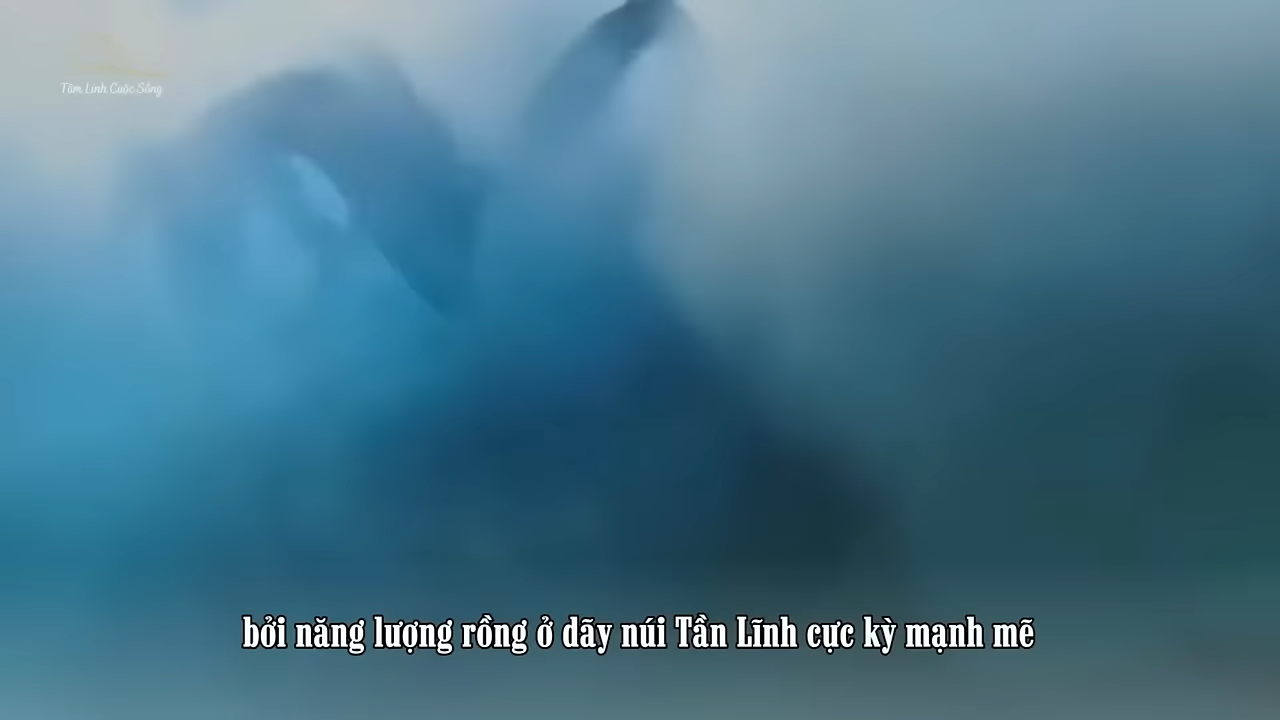 Tâm Linh Cuộc Sống
bởi năng lượng rồng ở dãy núi Tần Lĩnh cực kỳ mạnh mẽ